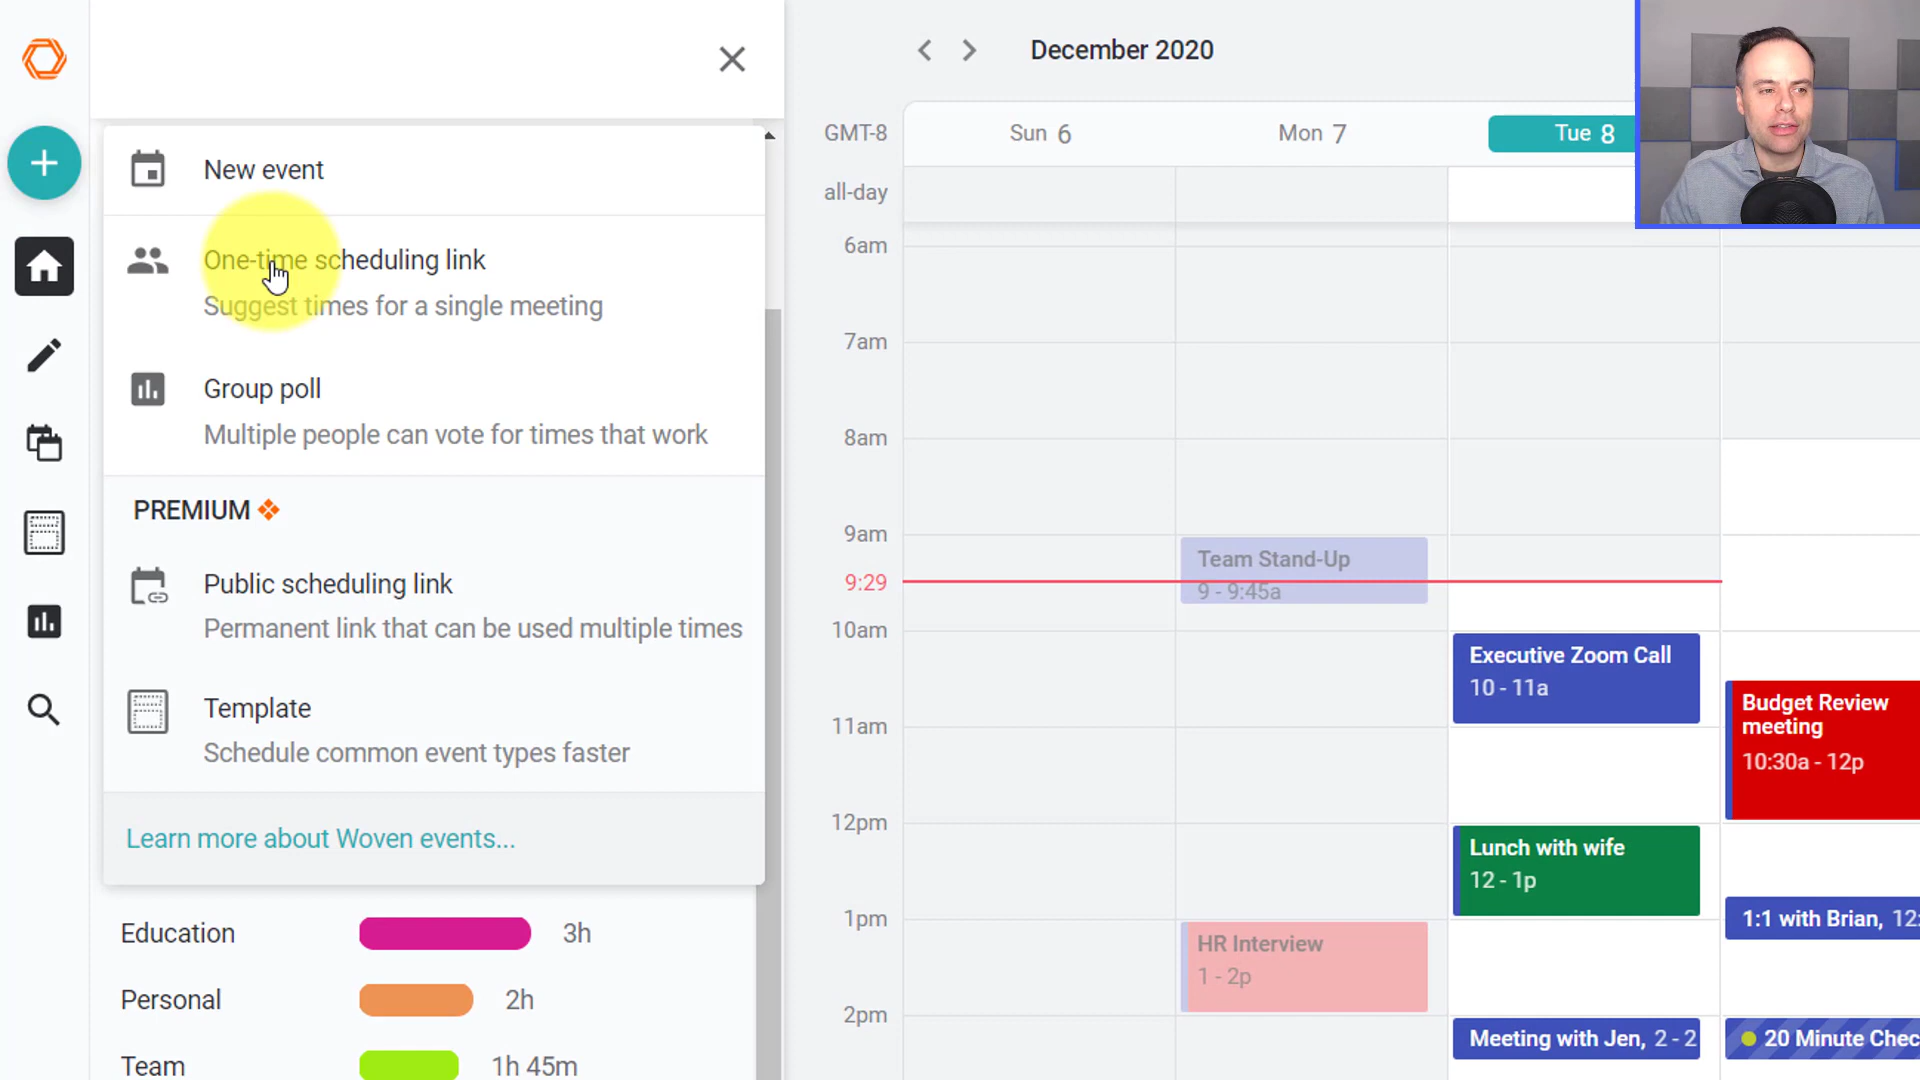 New event
One-time scheduling link
Suggest times for a single meeting
Group poll
Multiple people can vote for times that work
PREMIUM
Public scheduling link
Permanent link that can be used multiple times
Template
Schedule common event types faster
Learn more about Woven events...
Education 3h
Personal 2h
Team 1h 45m
December 2020
GMT-8 Sun 6 Mon 7 Tue 8
all-day
6am
7am
8am
9am
9:29
10am
11am
12pm
1pm
2pm
Team Stand-Up
9 - 9:45a
HR Interview
1 - 2p
Executive Zoom Call
10 - 11a
Lunch with wife
12 - 1p
Meeting with Jen, 2 - 2
Budget Review
meeting
10:30a - 12p
1:1 with Brian, 12:
20 Minute Chec